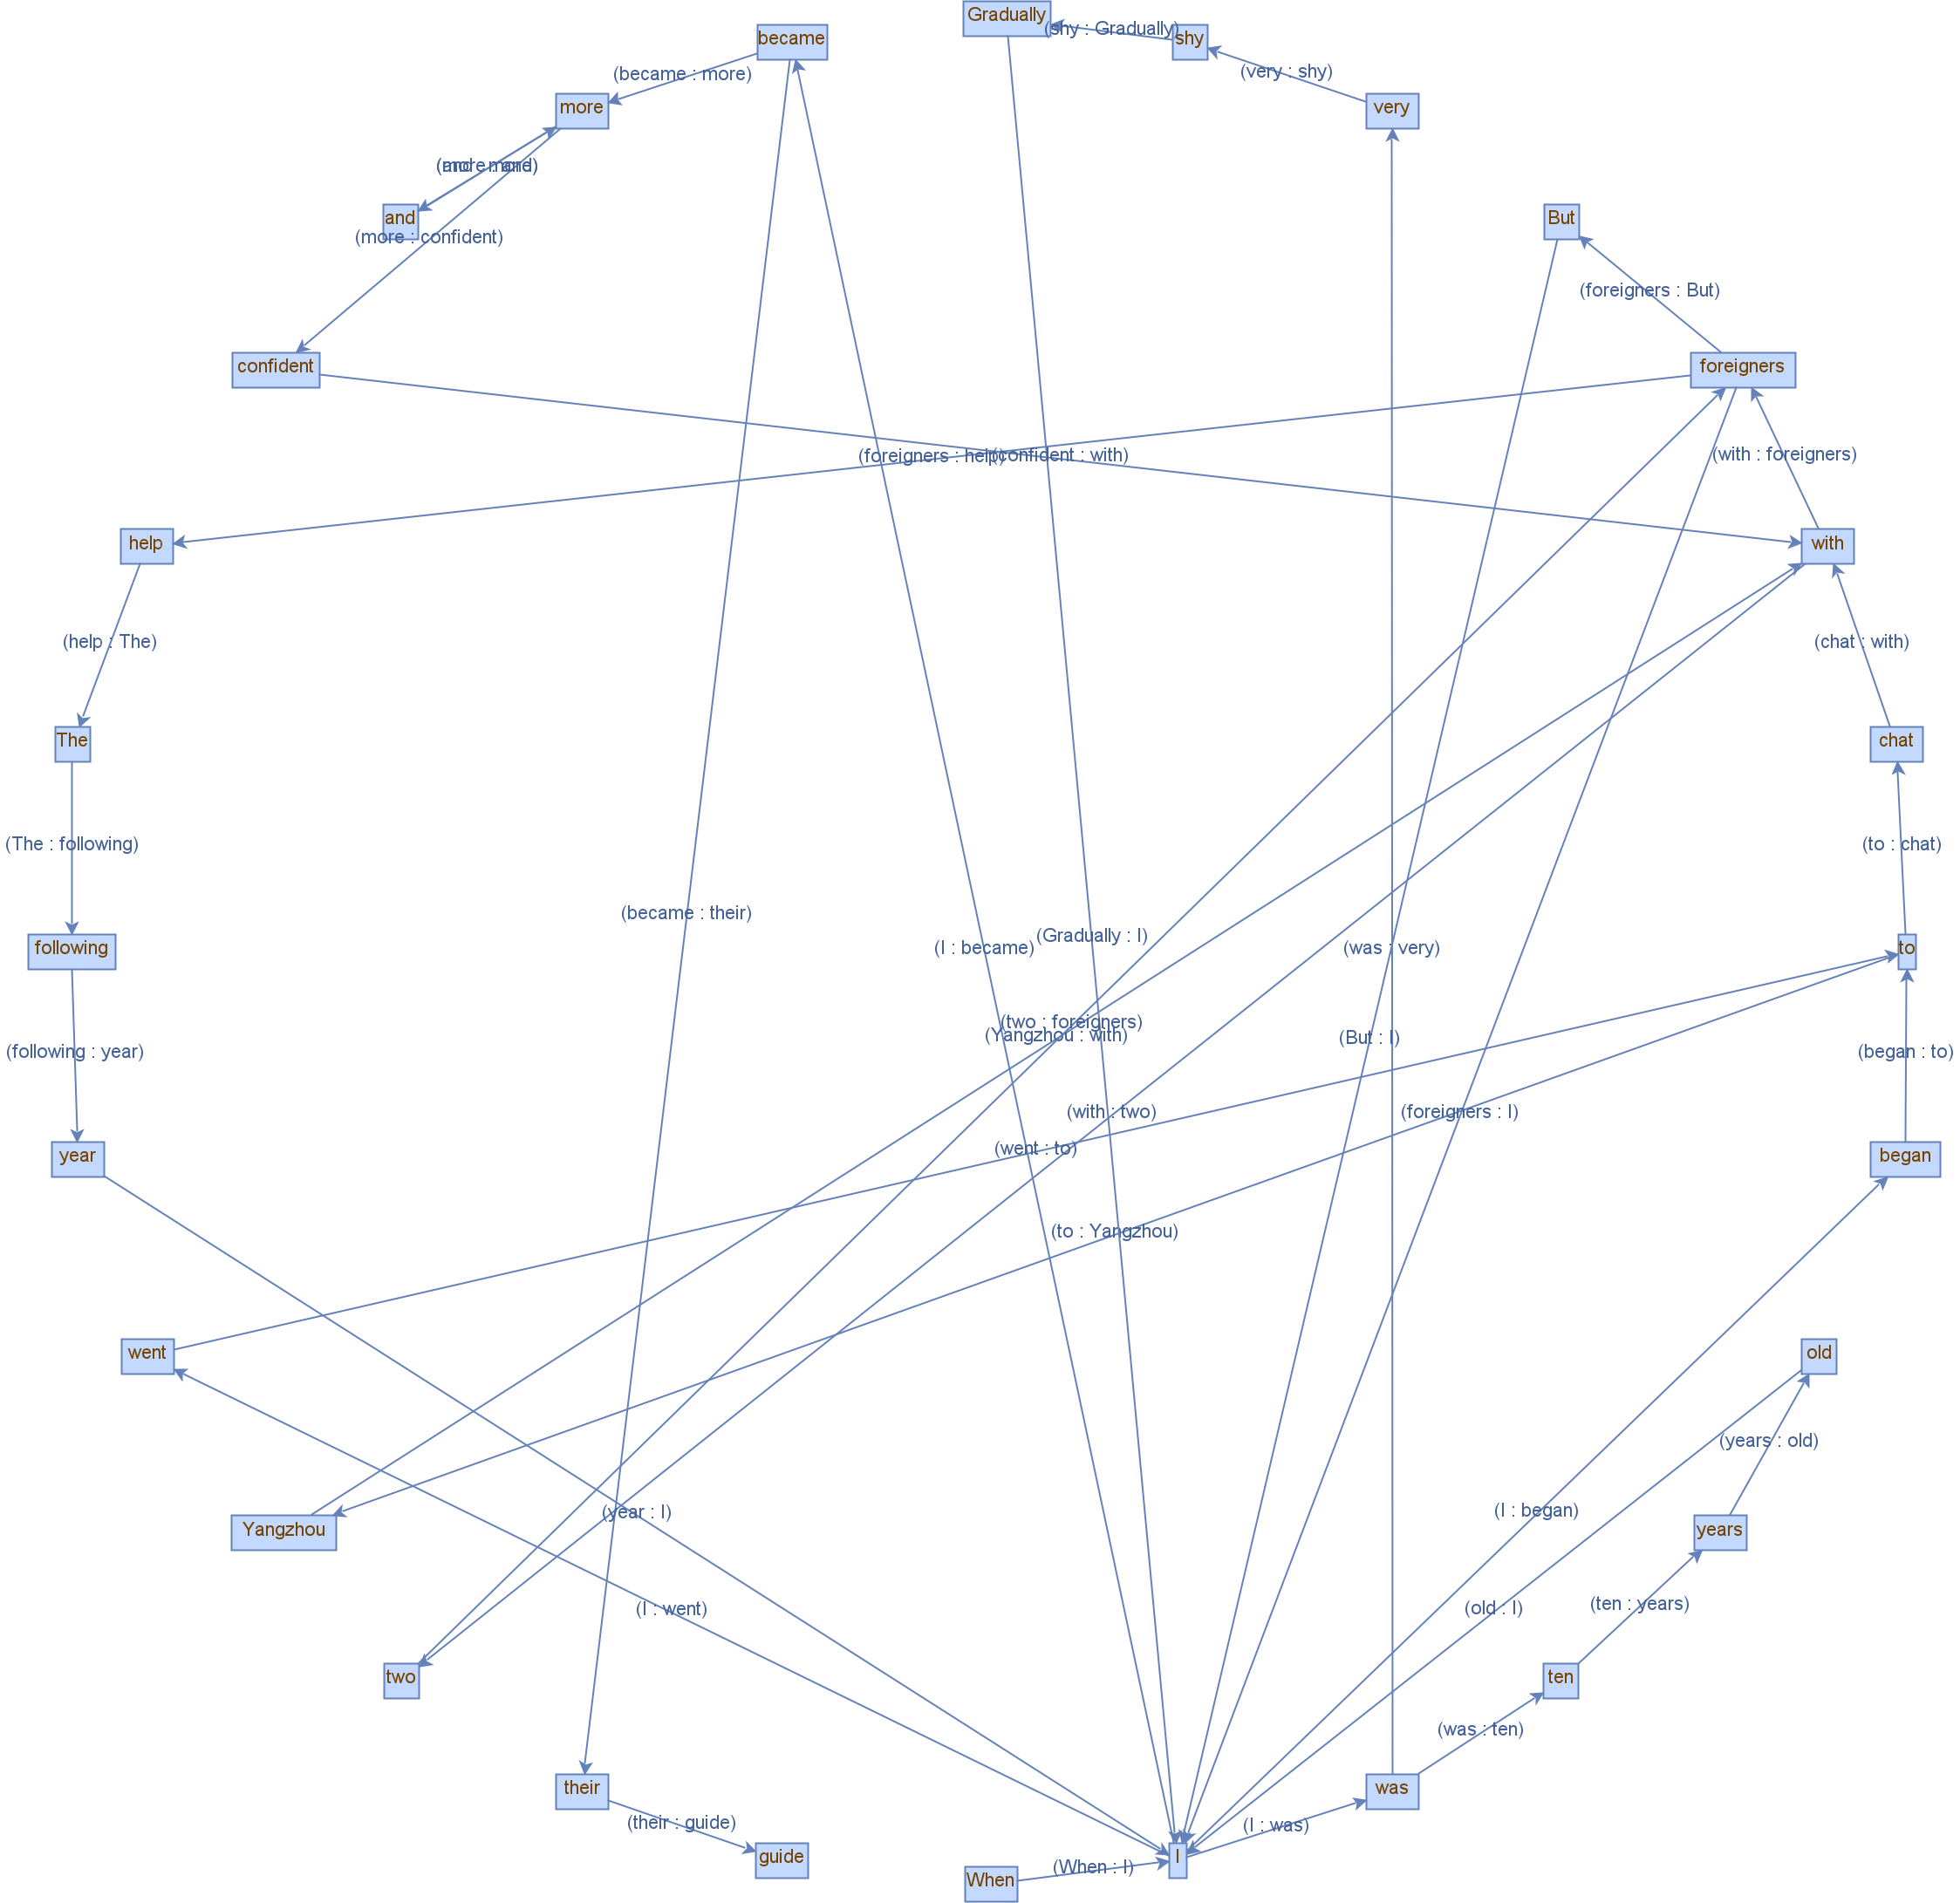 Gradually
became
shy
(shy : Gradually)
(became : more)
(very : shy)
more
very
(more : and)
(and : more)
and
But
(more : confident)
(foreigners : But)
confident
foreigners
(foreigners : help)
(confident : with)
(with : foreigners)
help
with
(help : The)
(chat : with)
The
chat
(The : following)
(to : chat)
(became : their)
(Gradually : I)
following
(I : became)
(was : very)
to
(two : foreigners)
(Yangzhou : with)
(But : I)
(following : year)
(began : to)
(with : two)
(foreigners : I)
(went : to)
year
began
(to : Yangzhou)
went
old
(years : old)
(year : I)
(I : began)
Yangzhou
years
(I : went)
(old : I)
(ten : years)
two
ten
(was : ten)
their
was
(their : guide)
(I : was)
guide
I
(When : I)
When